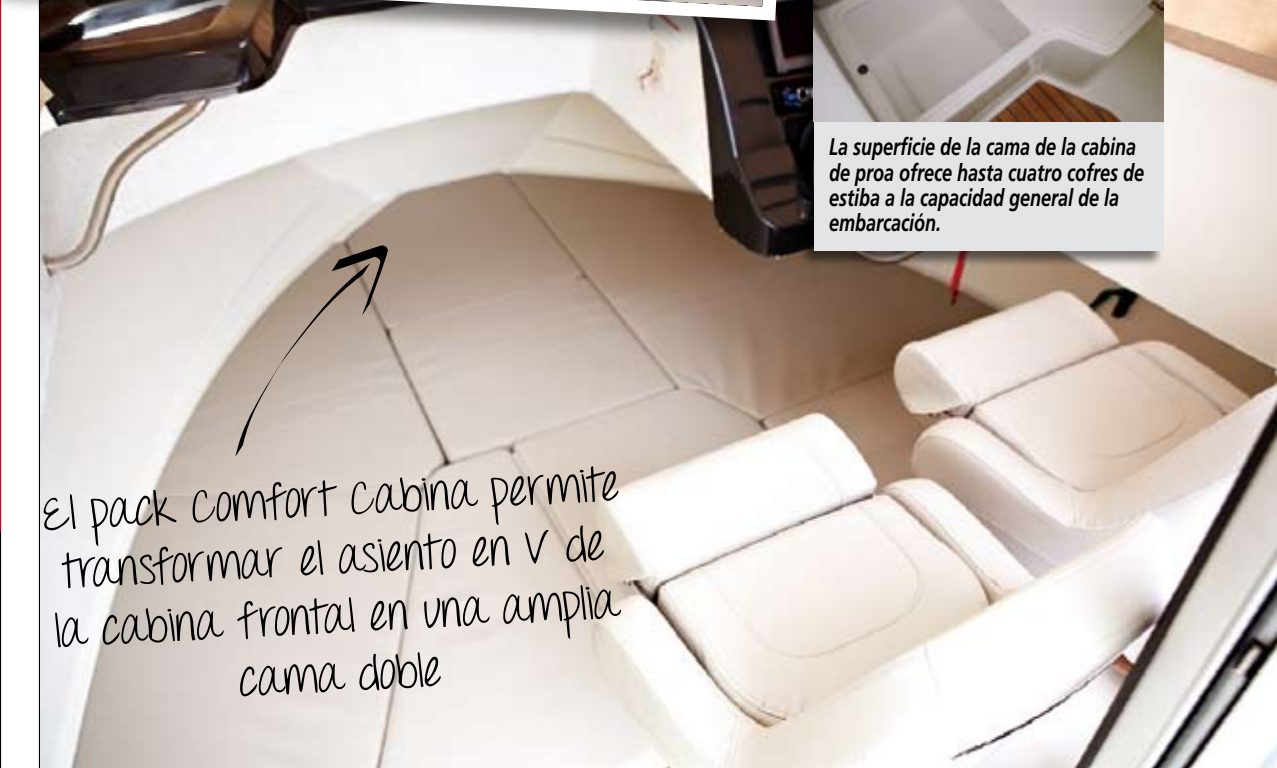 La superficie de la cama de la cabina
de proa ofrece hasta cuatro cofres de
estiba a la capacidad general de la
embarcación.
El pack Comfort Cabina permite
transformar el asiento en V de
la cabina frontal en una amplia
cama doble